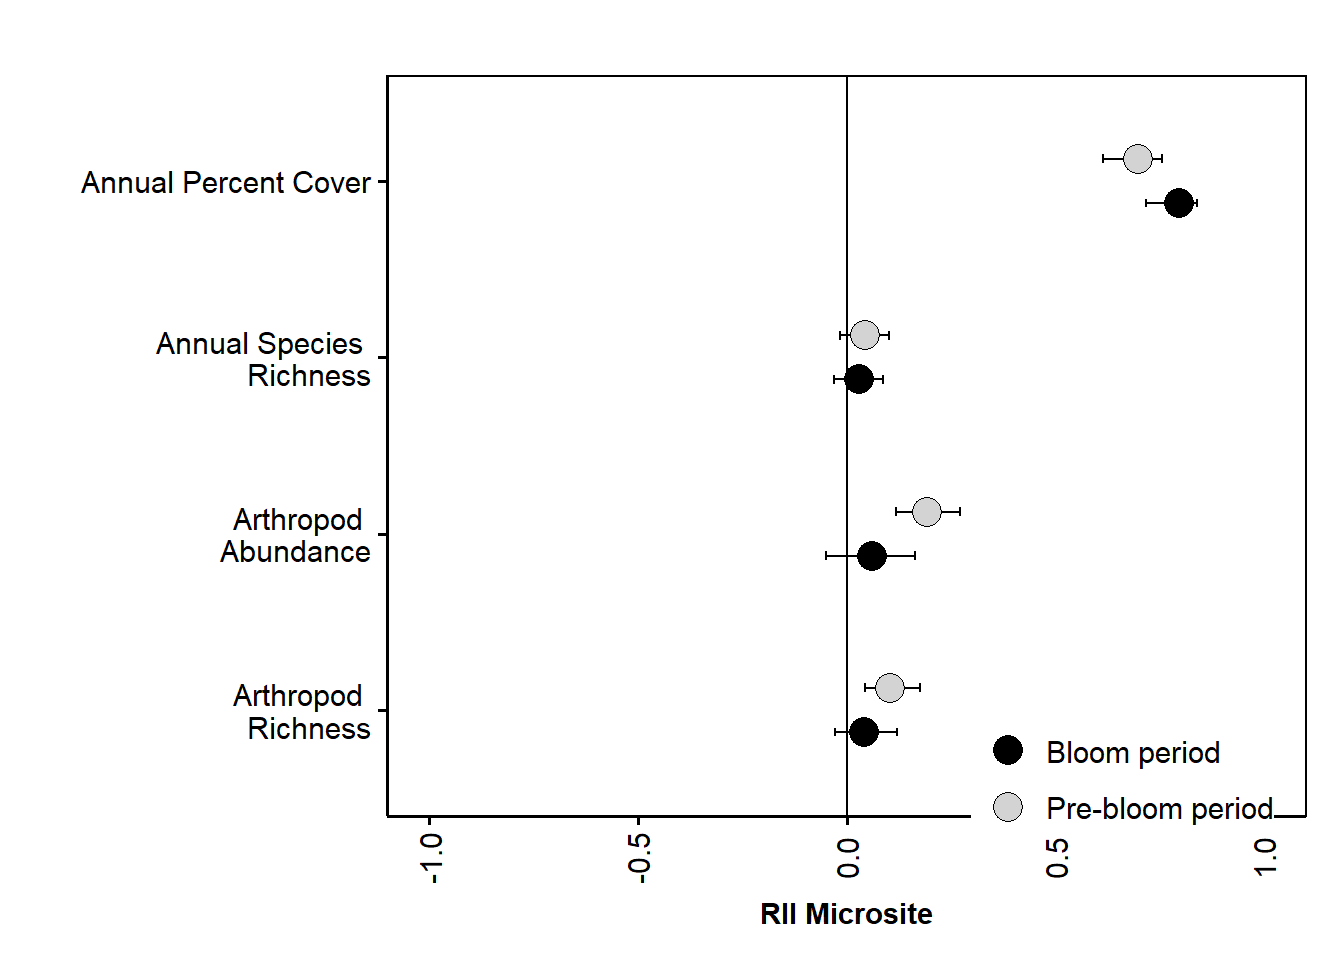 Annual Percent Cover
Annual Species
Richness
Arthropod
Abundance
Arthropod
Richness
Bloom period
Pre-bloom period
-1.0
-0.5
0.0
0.5
1.0
RII Microsite